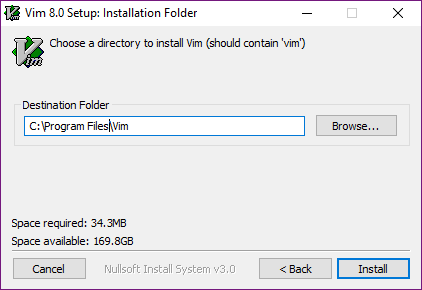 Vim 8.0 Setup: Installation Folder
Vim
Choose a directory to install Vim (should contain 'vim')
Destination Folder
C:\Program Files\Vim
Browse...
Space required: 34.3MB
Space available: 169.8GB
Cancel
Nullsoft Install System v3.0
< Back
Install